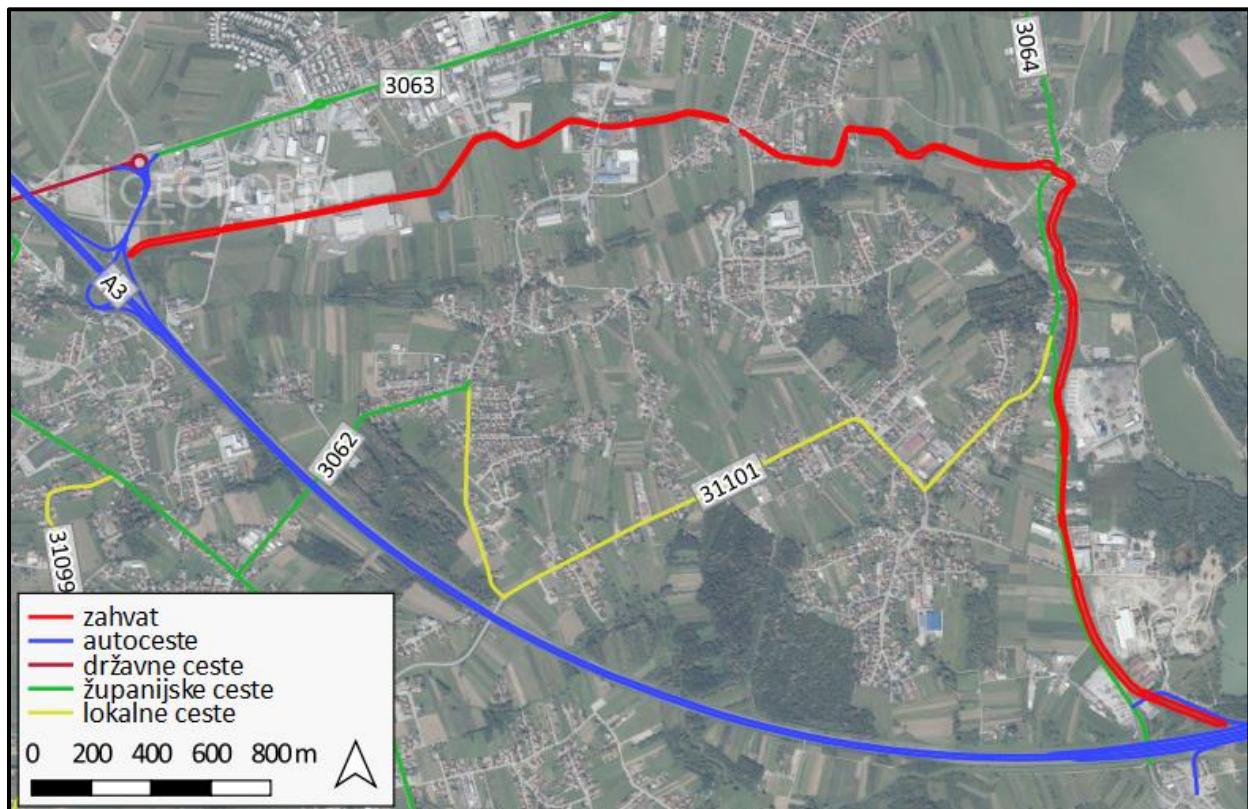 3064
3063
GEOPORTAL
A3
3062
31101
31099
zahvat
autoceste
državne ceste
županijske ceste
lokalne ceste
0 200 400 600 800 m